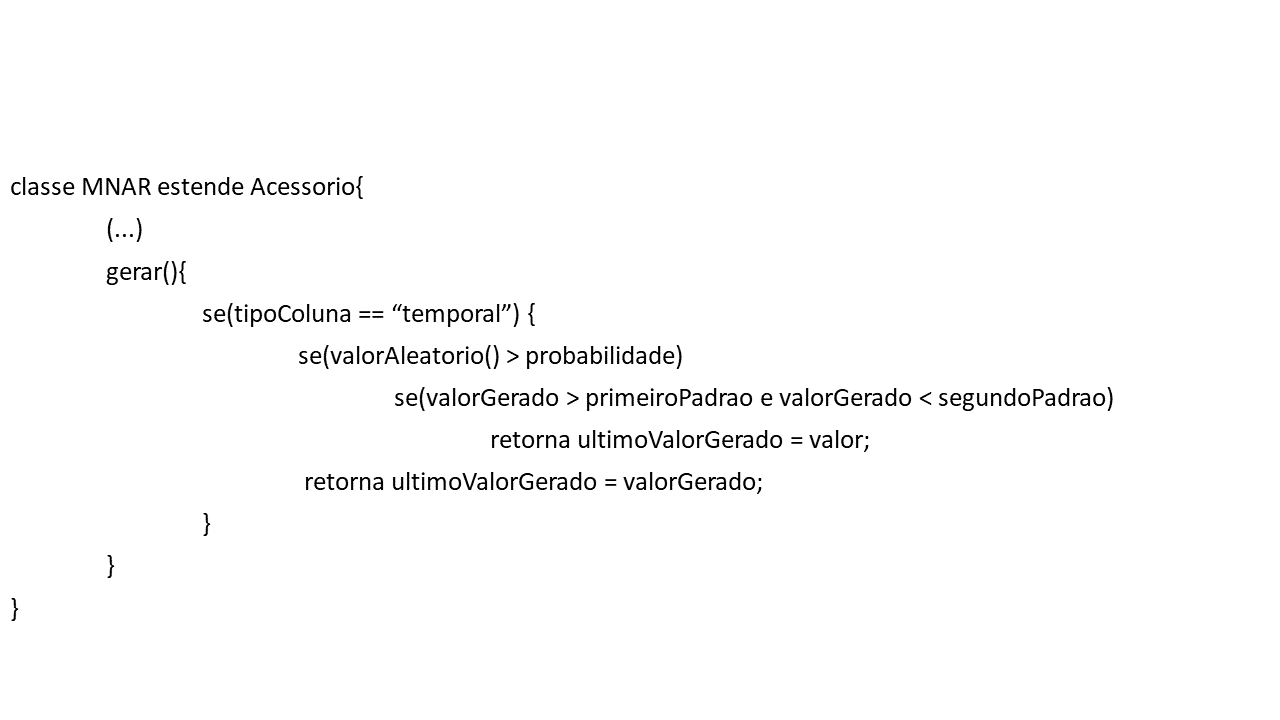 classe MNAR estende Acessorio{
(...)
gerar(){
se(tipoColuna == “temporal”) {
se(valorAleatorio() > probabilidade)
se(valorGerado > primeiroPadrao e valorGerado < segundoPadrao)
retorna ultimoValorGerado = valor;
retorna ultimoValorGerado = valorGerado;
}
}
}